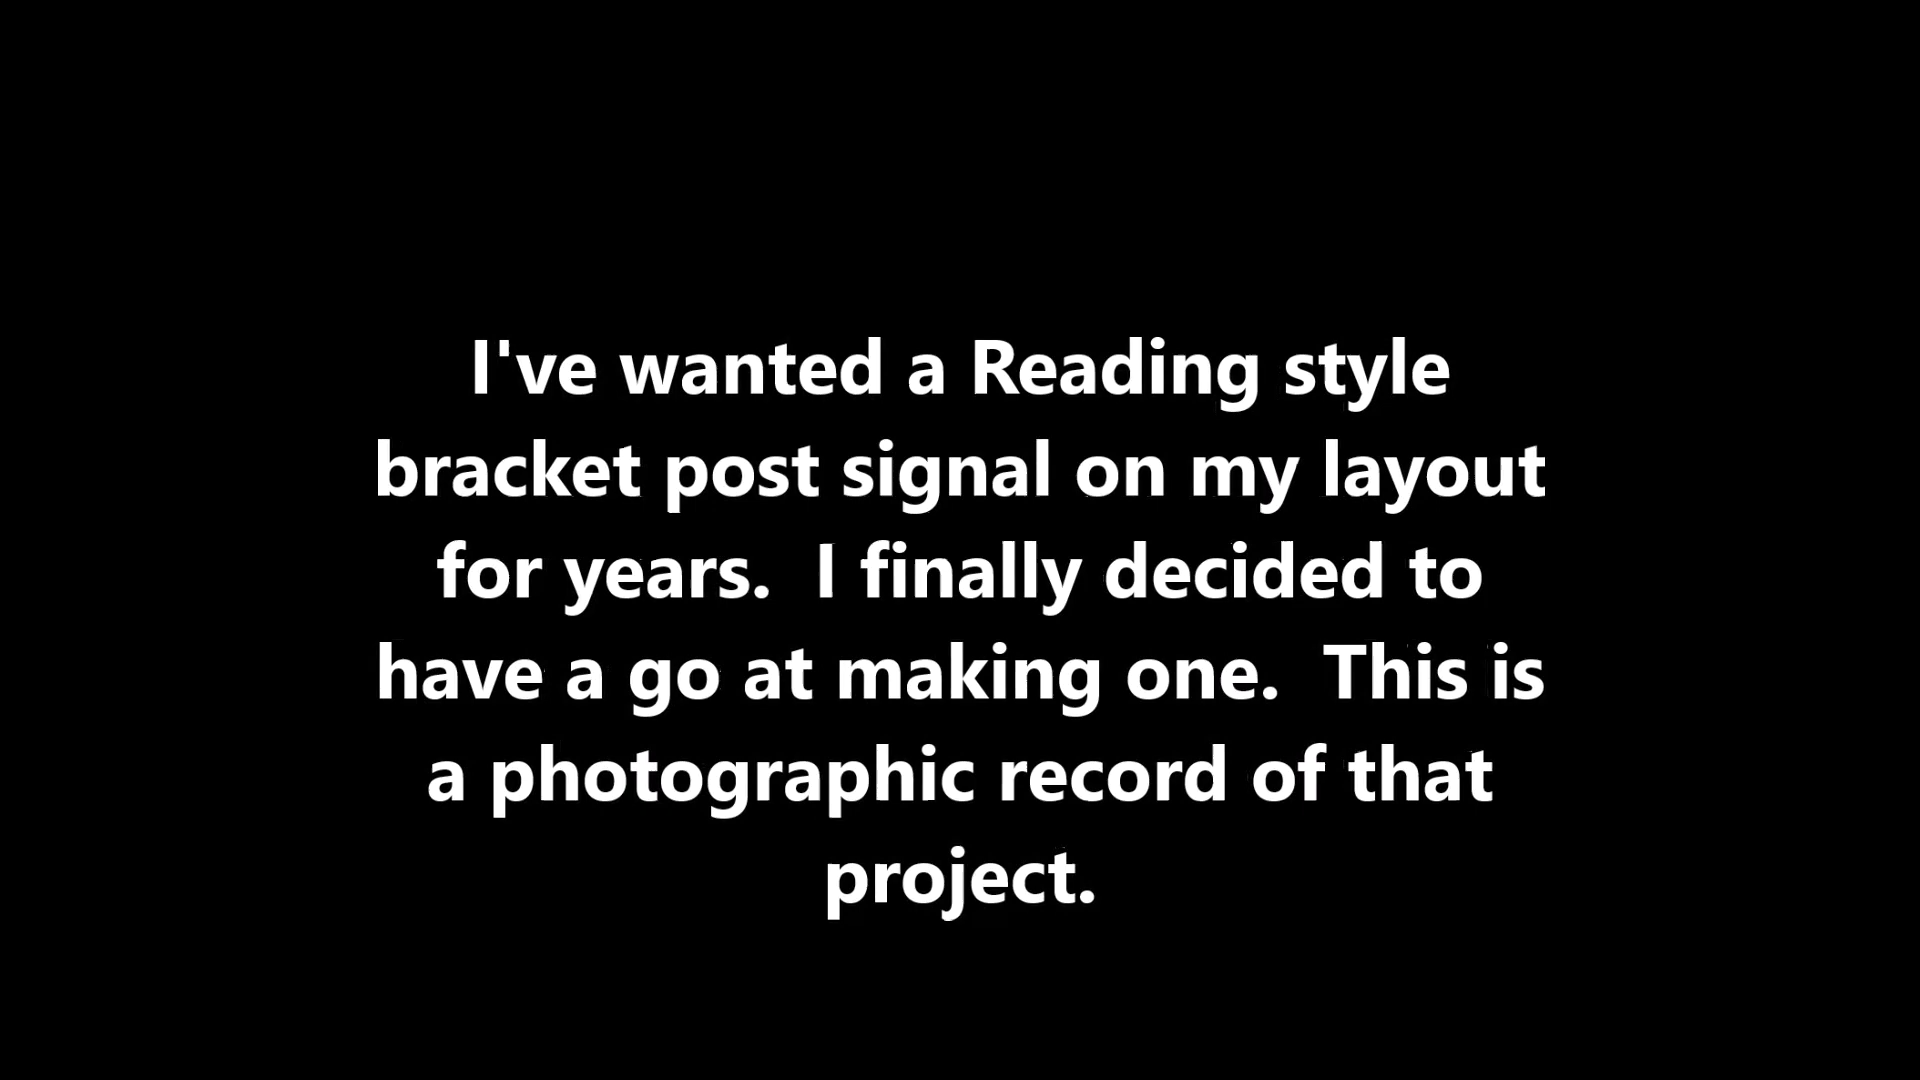 I've wanted a Reading style
bracket post signal on my layout
for years.  I finally decided to
have a go at making one.  This is
a photographic record of that
project.